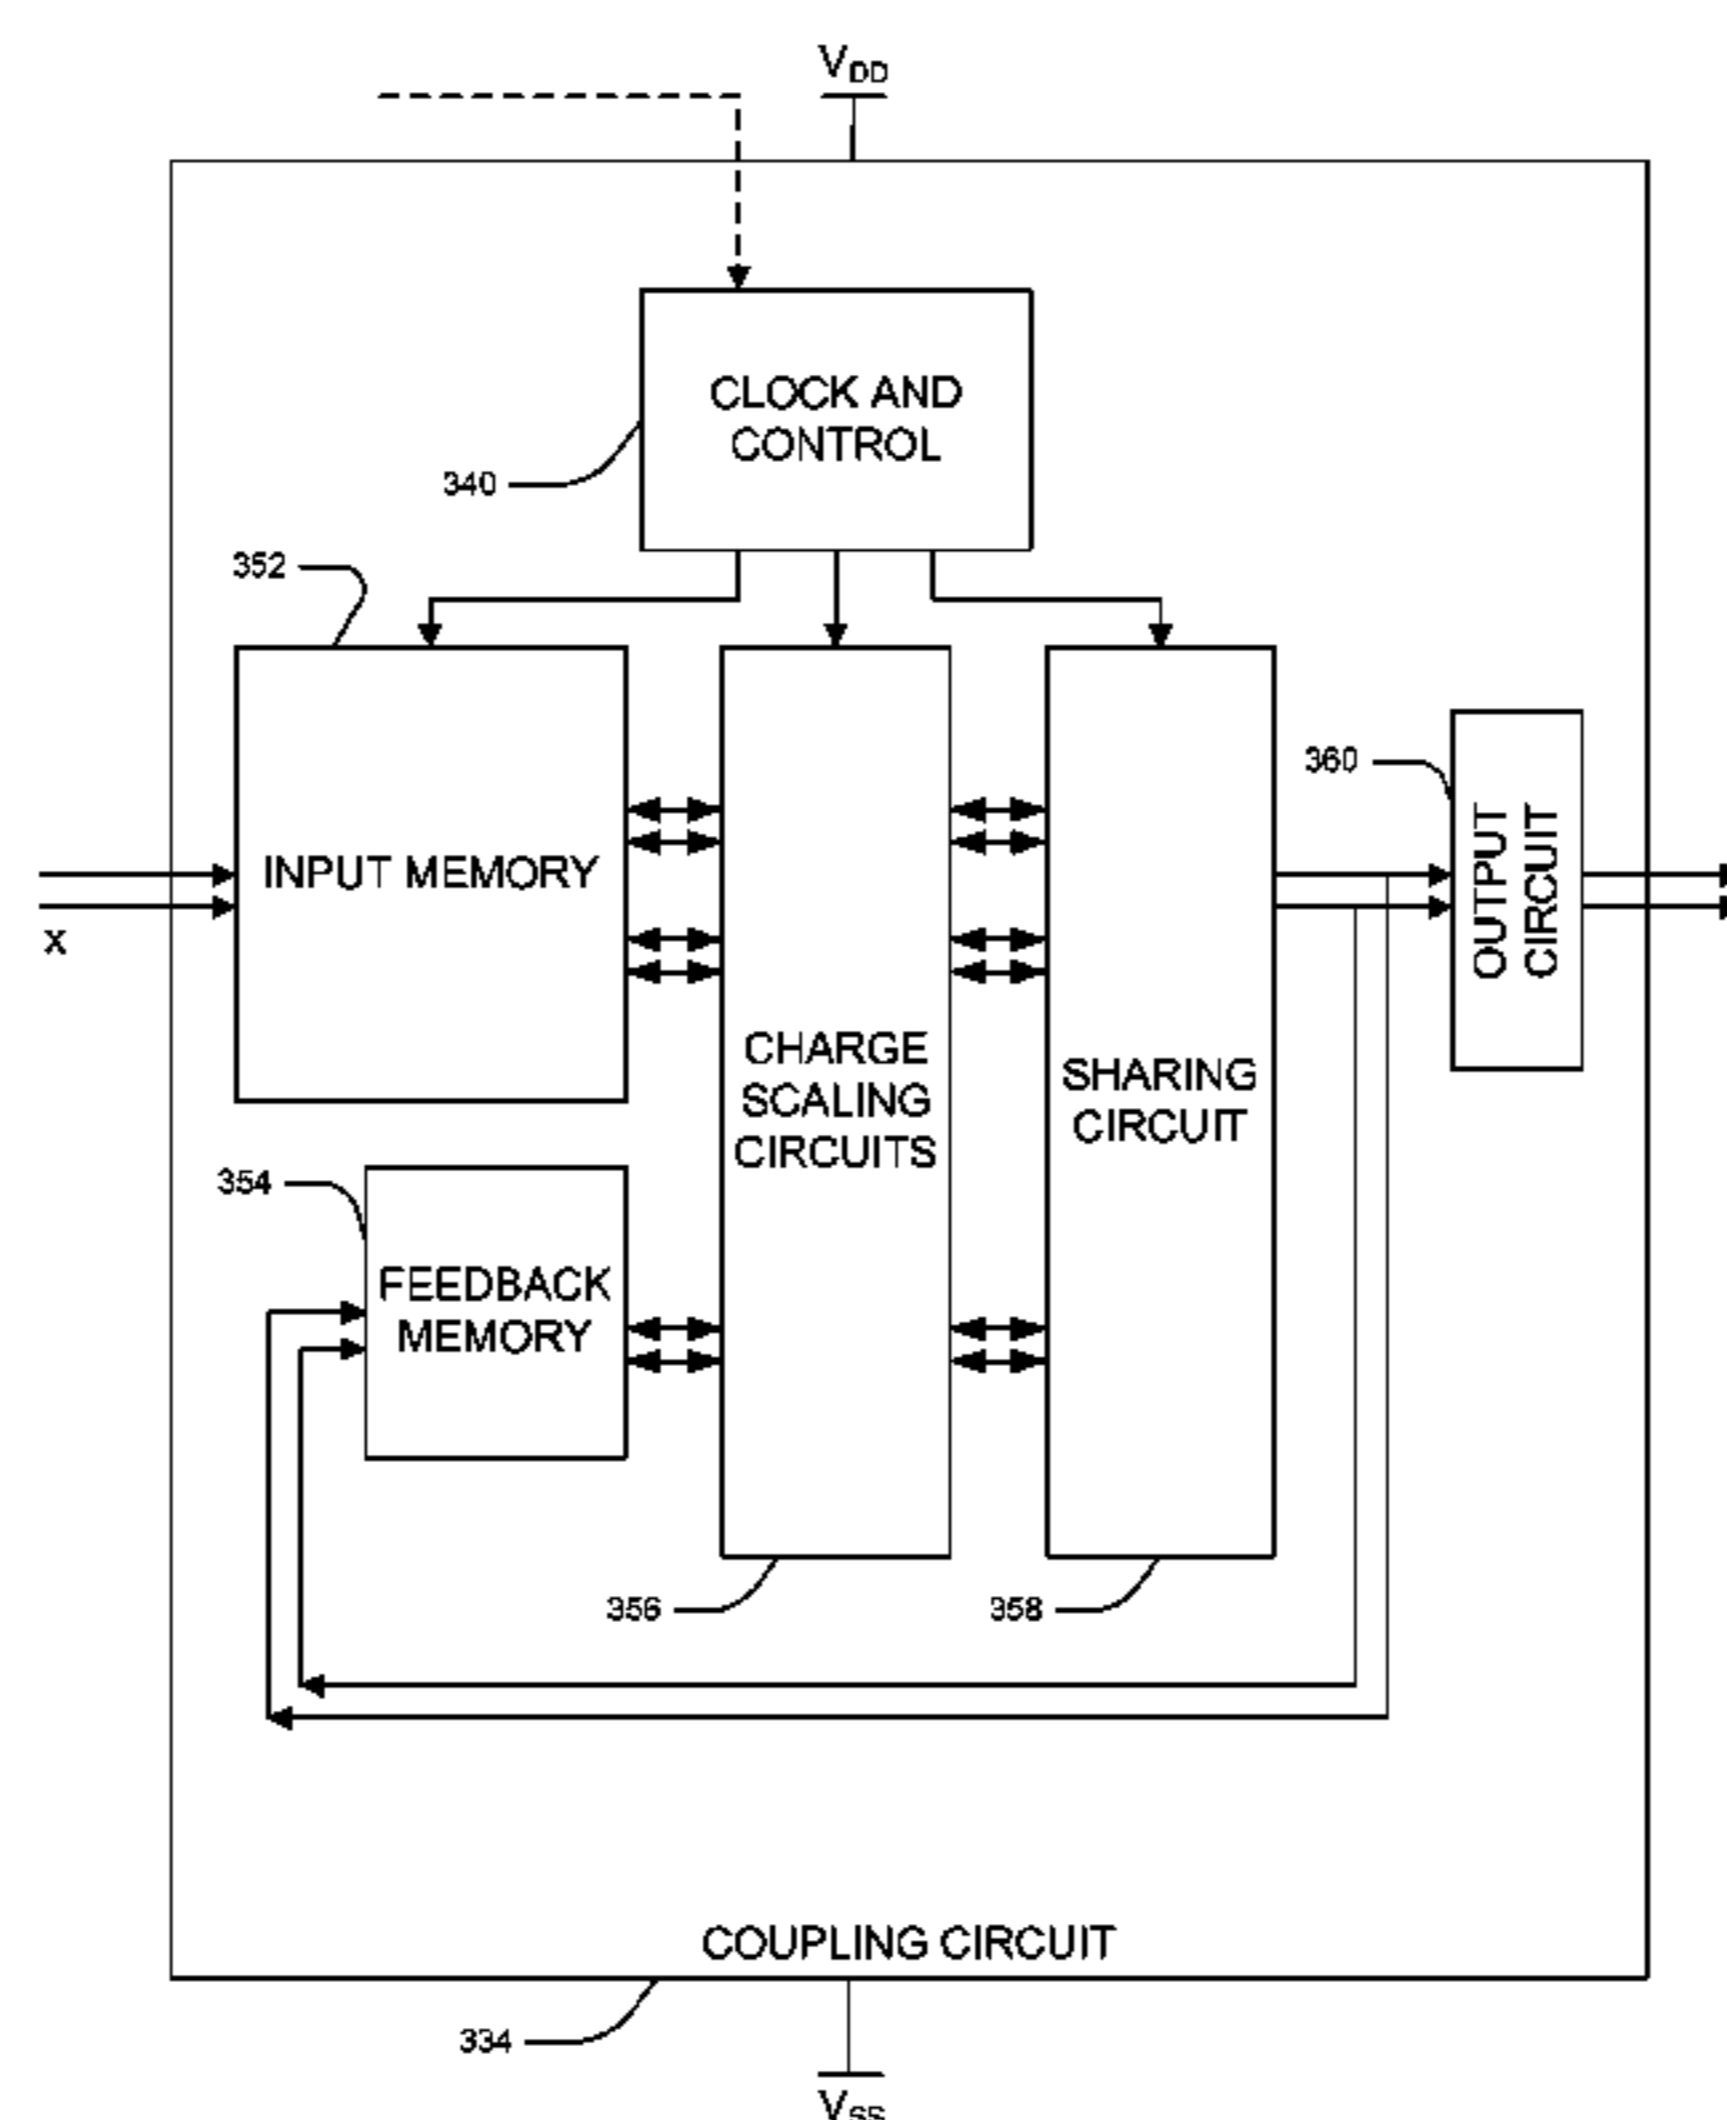 VDD
CLOCK AND
CONTROL
340
352
INPUT MEMORY
X
360
OUTPUT
CIRCUIT
CHARGE
SCALING
CIRCUITS
SHARING
CIRCUIT
354
FEEDBACK
MEMORY
356
358
COUPLING CIRCUIT
334
VSS